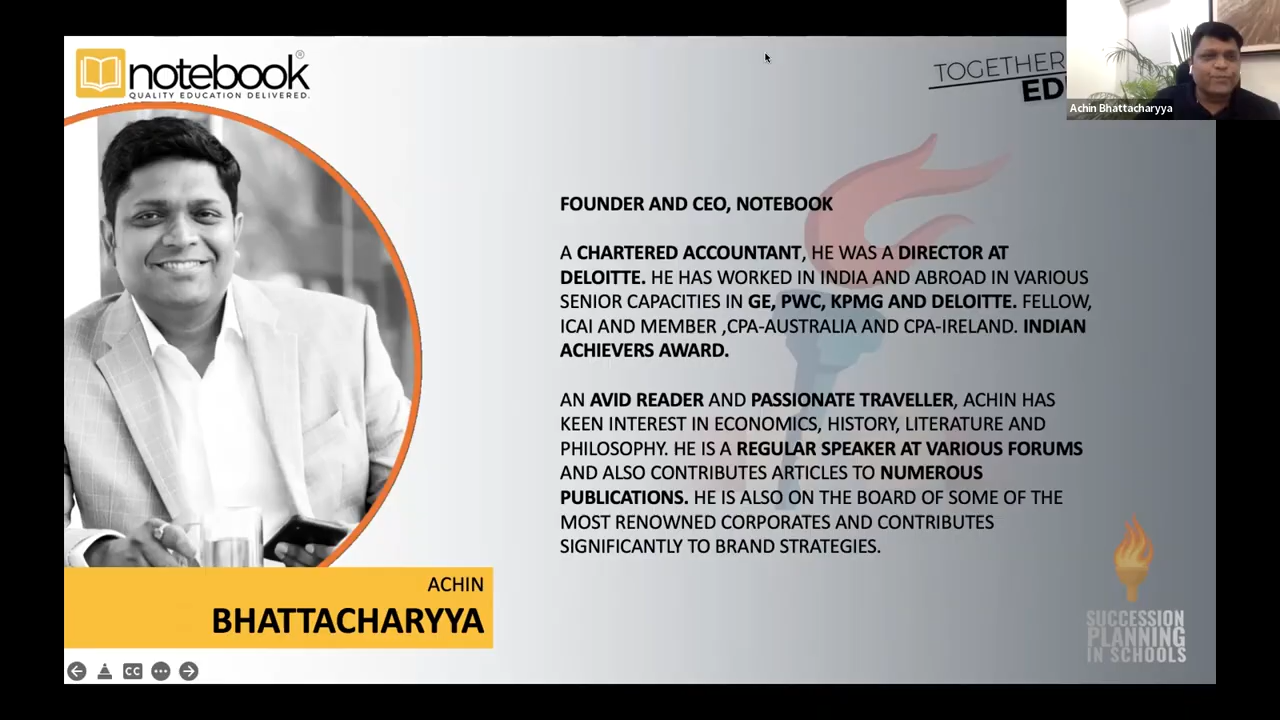 notebook®
QUALITY EDUCATION DELIVERED.
TOGETHER
Achin Bhattacharyya
FOUNDER AND CEO, NOTEBOOK
A CHARTERED ACCOUNTANT, HE WAS A DIRECTOR AT
DELOITTE. HE HAS WORKED IN INDIA AND ABROAD IN VARIOUS
SENIOR CAPACITIES IN GE, PWC, KPMG AND DELOITTE. FELLOW,
ICAI AND MEMBER ,CPA-AUSTRALIA AND CPA-IRELAND. INDIAN
ACHIEVERS AWARD.
AN AVID READER AND PASSIONATE TRAVELLER, ACHIN HAS
KEEN INTEREST IN ECONOMICS, HISTORY, LITERATURE AND
PHILOSOPHY. HE IS A REGULAR SPEAKER AT VARIOUS FORUMS
AND ALSO CONTRIBUTES ARTICLES TO NUMEROUS
PUBLICATIONS. HE IS ALSO ON THE BOARD OF SOME OF THE
MOST RENOWNED CORPORATES AND CONTRIBUTES
SIGNIFICANTLY TO BRAND STRATEGIES.
ACHIN
BHATTACHARYYA
CC
SUCCESSION
PLANNING
IN SCHOOLS